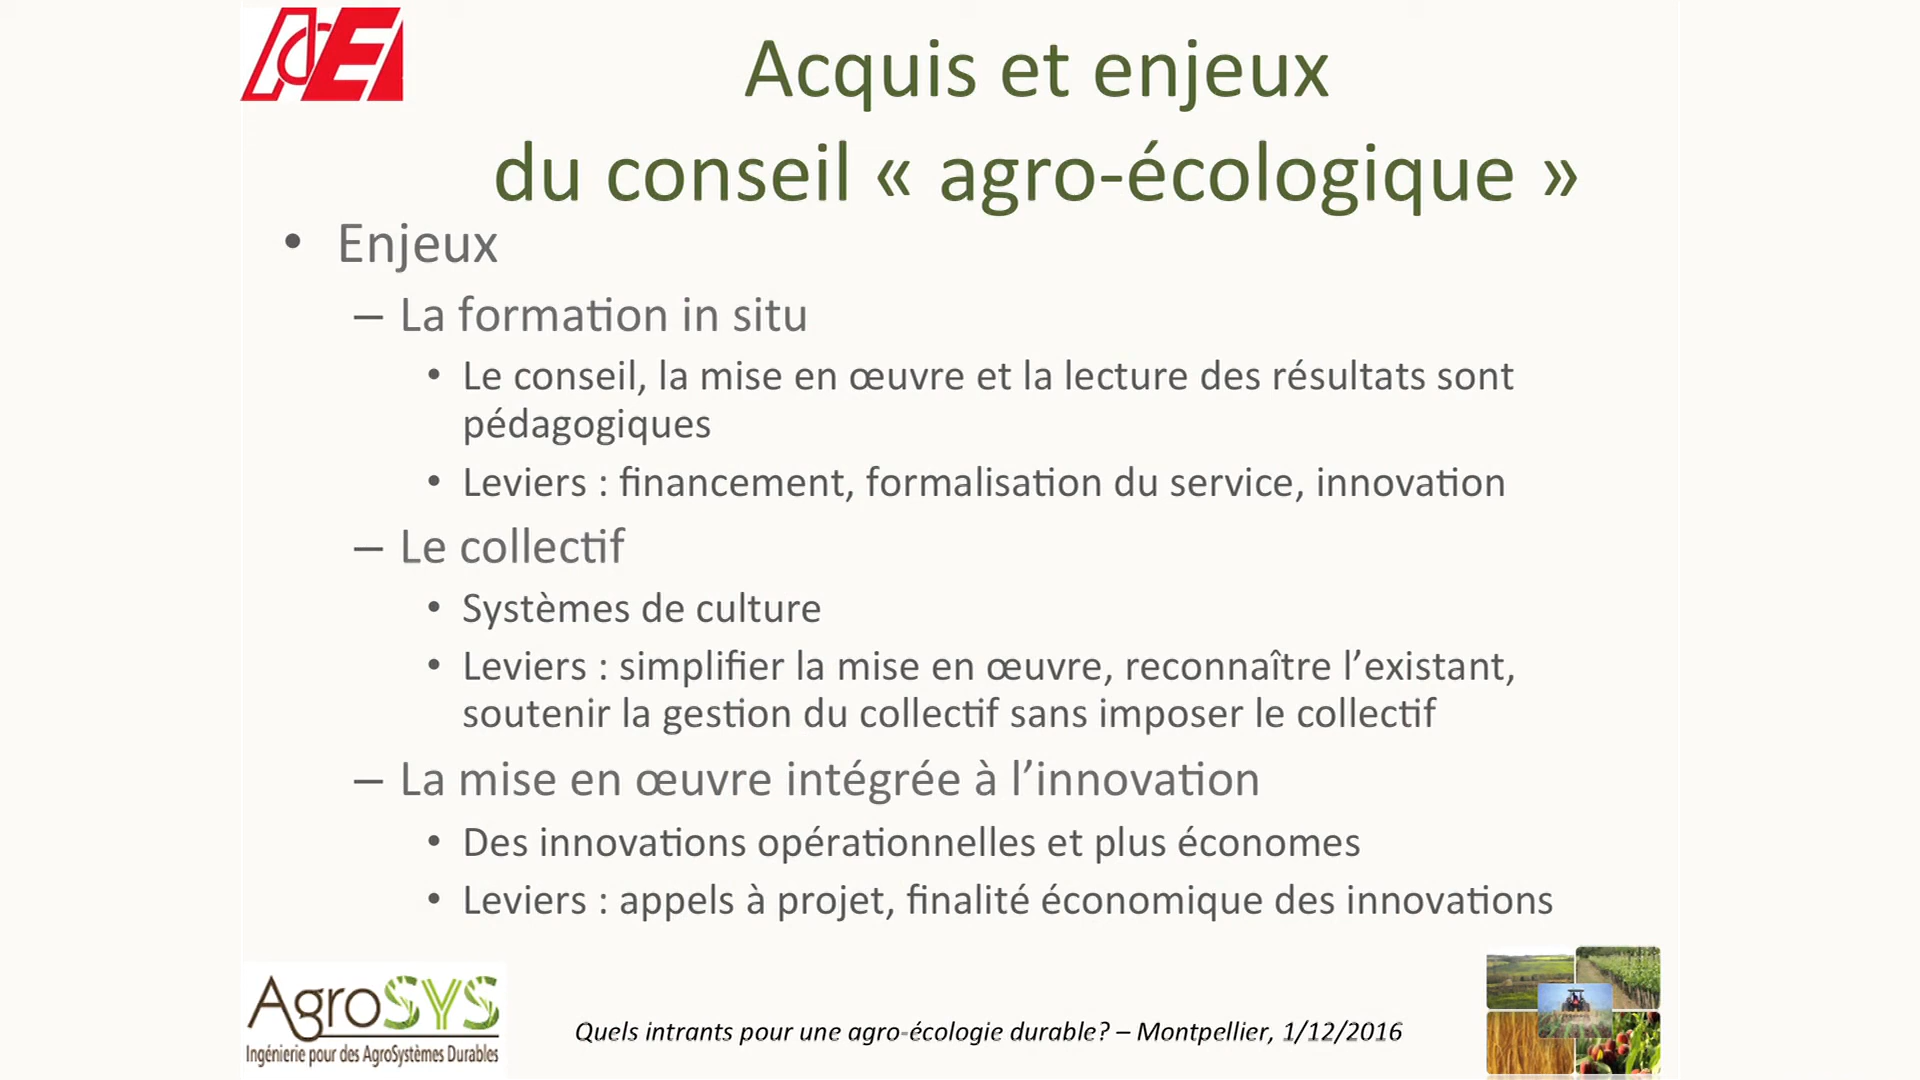 AdE
Acquis et enjeux
du conseil « agro-écologique »
• Enjeux
– La formation in situ
• Le conseil, la mise en œuvre et la lecture des résultats sont
pédagogiques
• Leviers : financement, formalisation du service, innovation
– Le collectif
• Systèmes de culture
• Leviers : simplifier la mise en œuvre, reconnaître l’existant,
soutenir la gestion du collectif sans imposer le collectif
– La mise en œuvre intégrée à l’innovation
• Des innovations opérationnelles et plus économes
• Leviers : appels à projet, finalité économique des innovations
AgroSYS
Ingénierie pour des AgroSystèmes Durables
Quels intrants pour une agro-écologie durable? – Montpellier, 1/12/2016